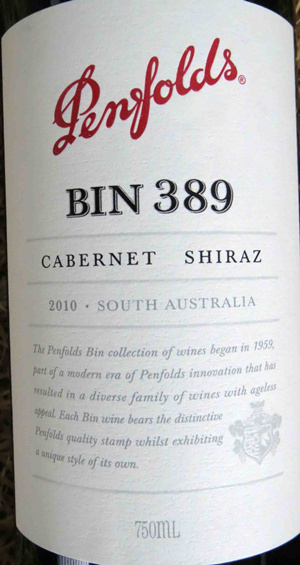 Penfolds®
BIN 389
CABERNET SHIRAZ
2010 · SOUTH AUSTRALIA
The Penfolds Bin collection of wines began in 1959,
part of a modern era of Penfolds innovation that has
resulted in a diverse family of wines with ageless
appeal. Each Bin wine bears the distinctive
Penfolds quality stamp whilst exhibiting
a unique style of its own.
750ML